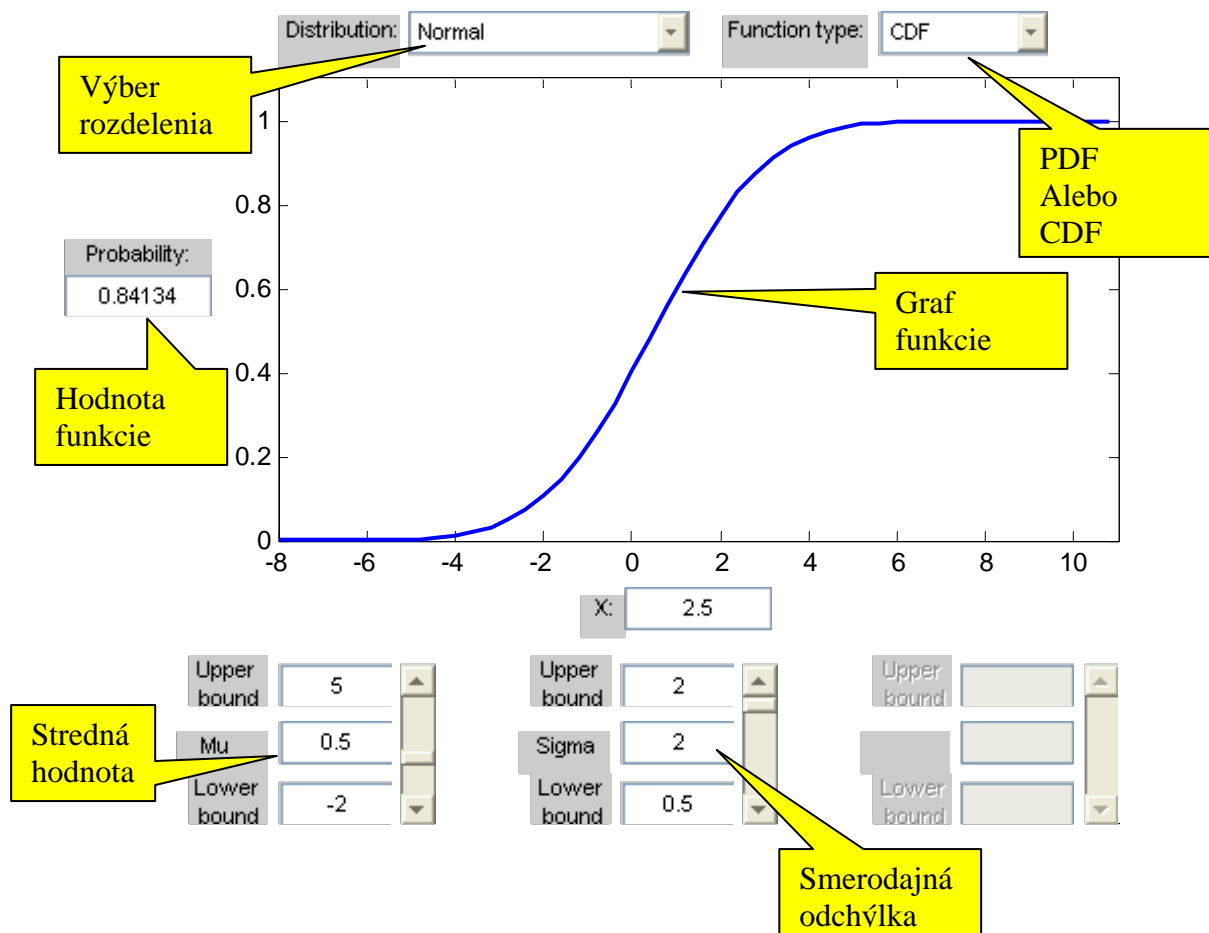 Distribution: Normal Function type: CDF
Výber
rozdelenia
PDF
Alebo
CDF
1
0.8
0.6
0.4
0.2
0
Probability:
0.84134
Graf
funkcie
Hodnota
funkcie
-8 -6 -4 -2 0 2 4 6 8 10
X: 2.5
Upper
bound
5
Mu
0.5
Lower
bound
-2
Stredná
hodnota
Upper
bound
2
Sigma
2
Lower
bound
0.5
Upper
bound
Lower
bound
Smerodajná
odchýlka